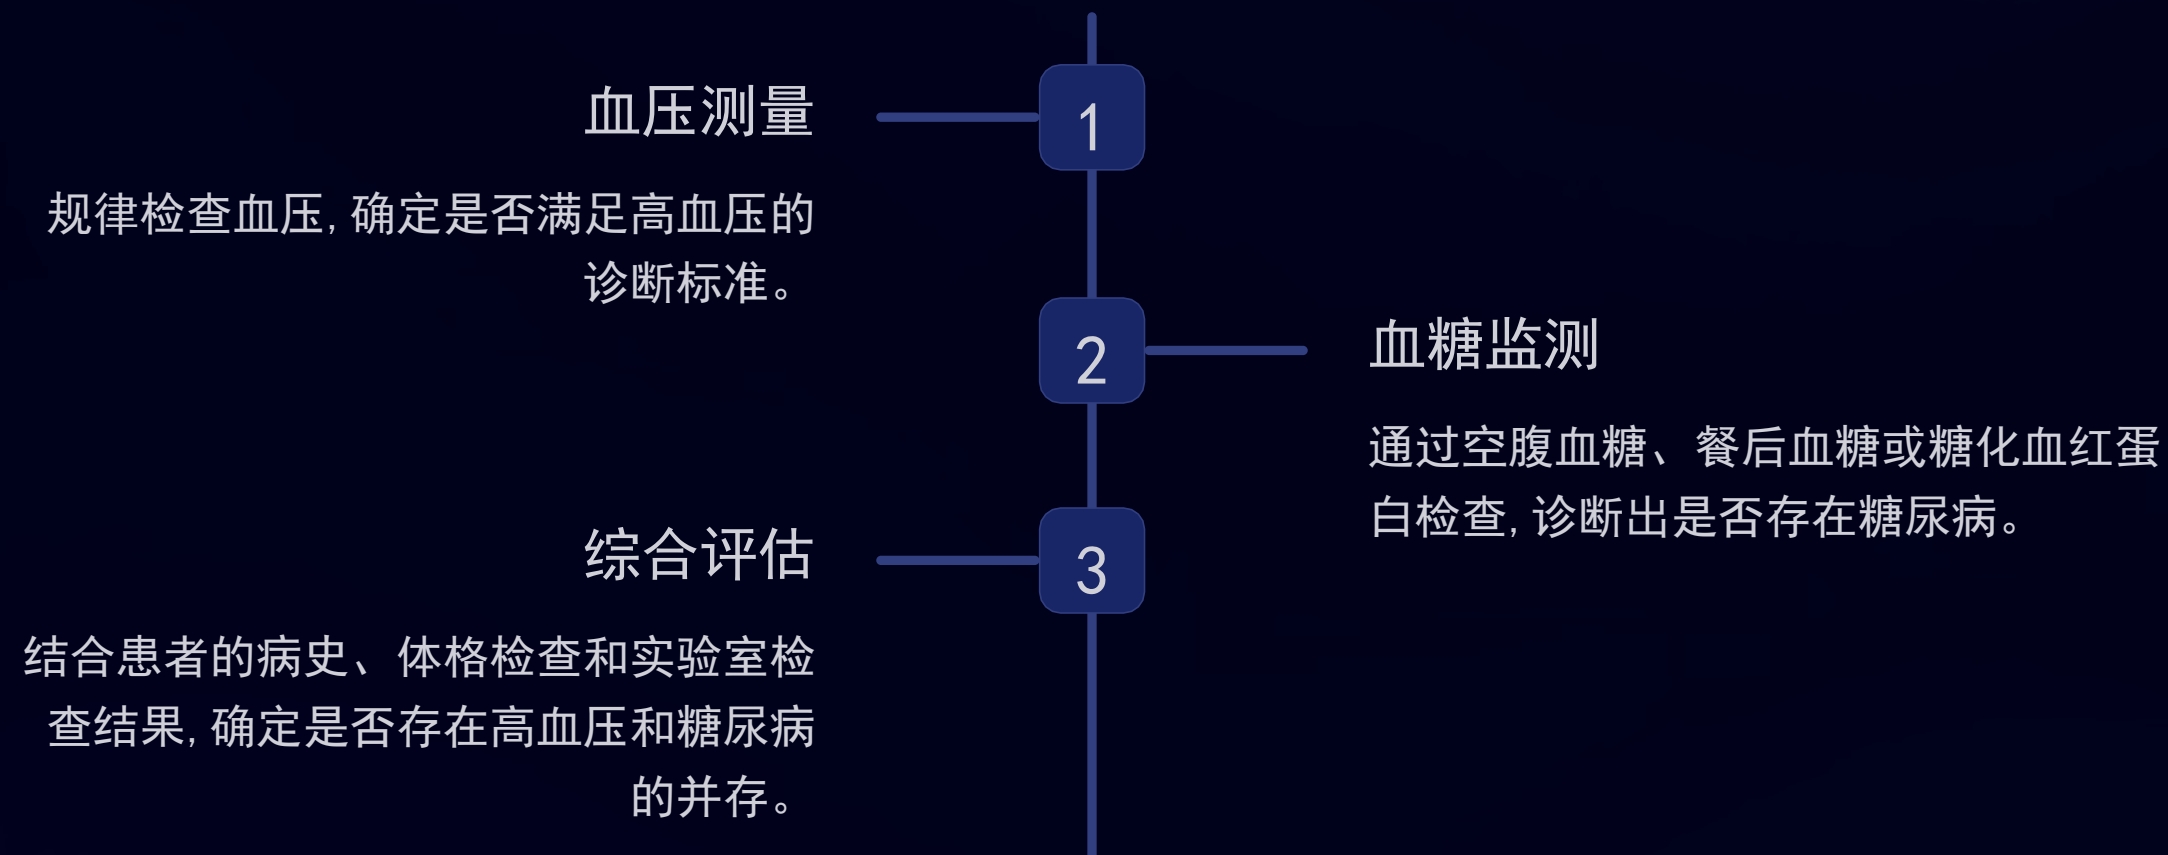 1
血压测量
规律检查血压, 确定是否满足高血压的
诊断标准。
2
血糖监测
通过空腹血糖、餐后血糖或糖化血红蛋
白检查, 诊断出是否存在糖尿病。
3
综合评估
结合患者的病史、体格检查和实验室检
查结果, 确定是否存在高血压和糖尿病
的并存。